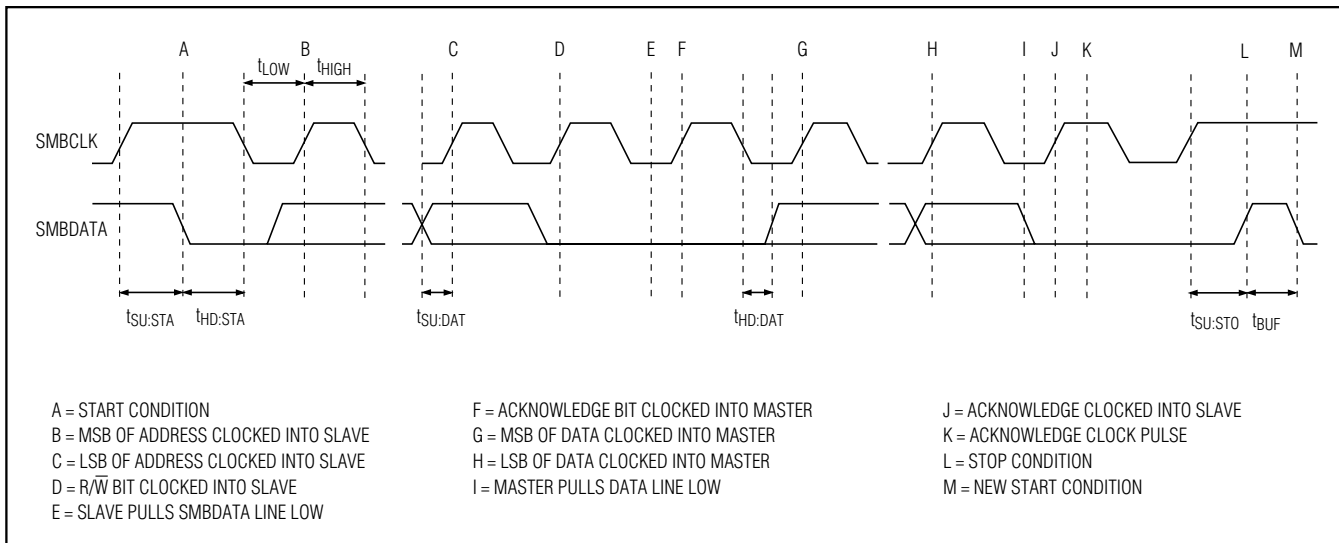 A B C D E F G H I J K L M
tLOW tHIGH
SMBCLK
SMBDATA
tSU:STA tHD:STA tSU:DAT tHD:DAT tSU:STO tBUF
A = START CONDITION
B = MSB OF ADDRESS CLOCKED INTO SLAVE
C = LSB OF ADDRESS CLOCKED INTO SLAVE
D = R/W̅ BIT CLOCKED INTO SLAVE
E = SLAVE PULLS SMBDATA LINE LOW
F = ACKNOWLEDGE BIT CLOCKED INTO MASTER
G = MSB OF DATA CLOCKED INTO MASTER
H = LSB OF DATA CLOCKED INTO MASTER
I = MASTER PULLS DATA LINE LOW
J = ACKNOWLEDGE CLOCKED INTO SLAVE
K = ACKNOWLEDGE CLOCK PULSE
L = STOP CONDITION
M = NEW START CONDITION